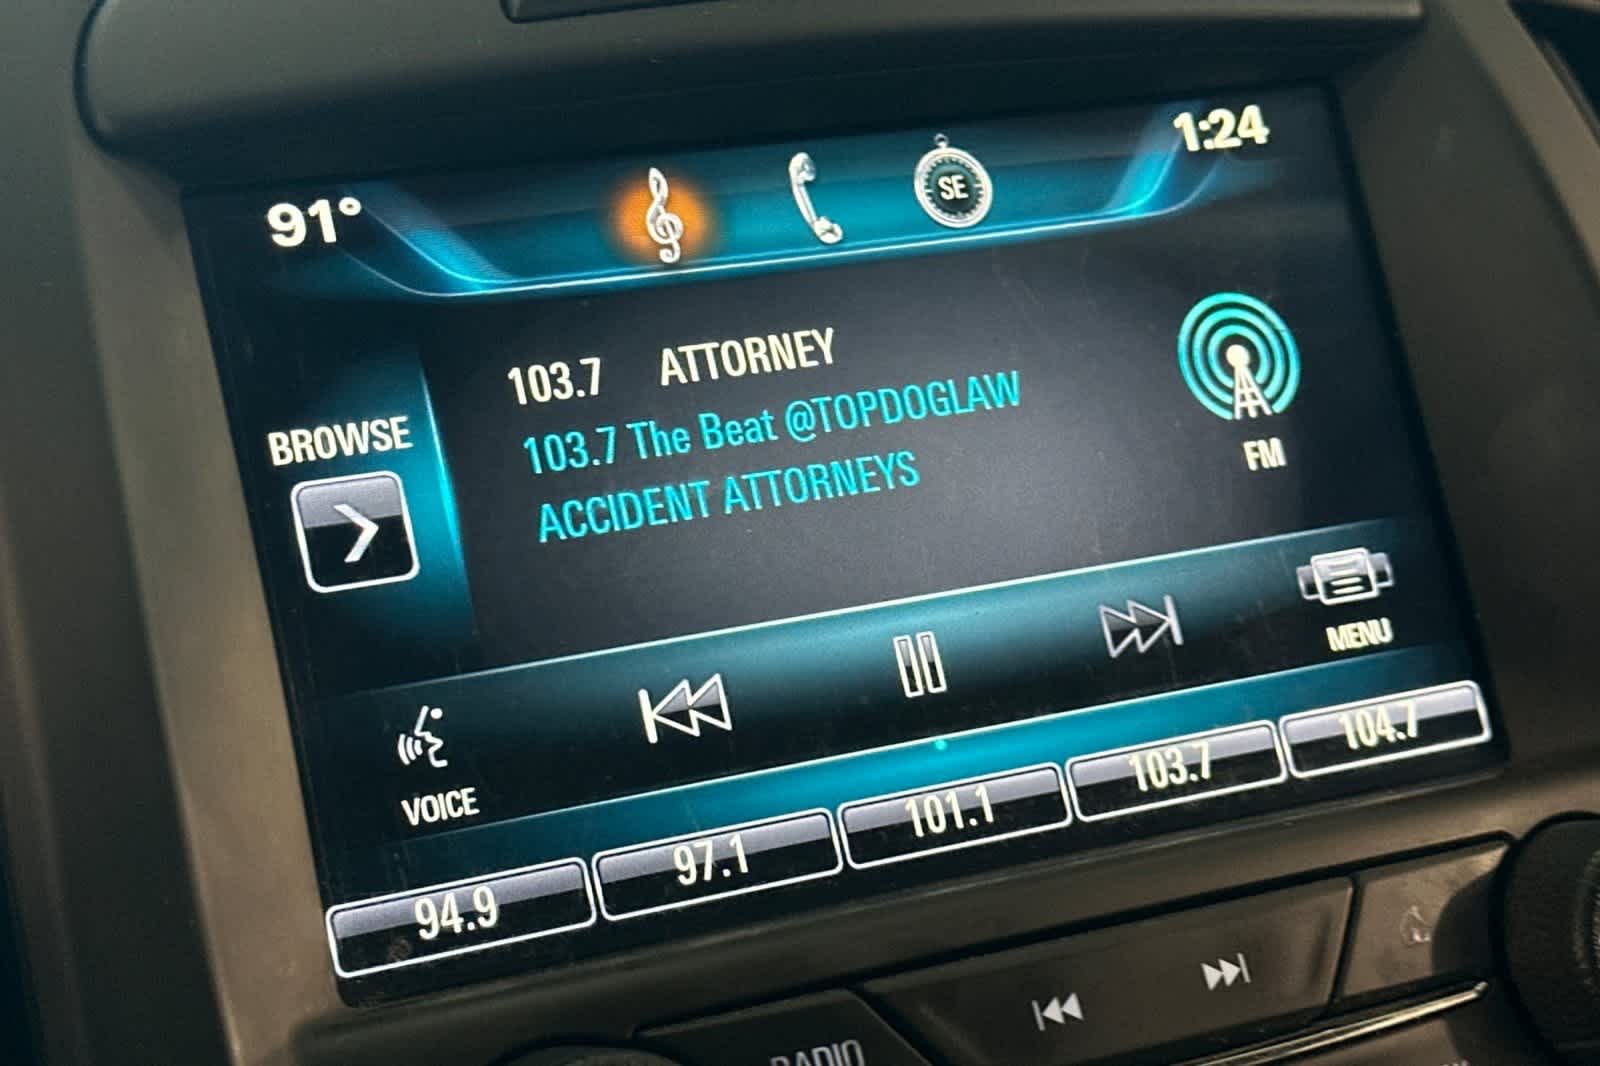 91°
SE
1:24
103.7 ATTORNEY
103.7 The Beat @TOPDOGLAW
ACCIDENT ATTORNEYS
FM
BROWSE
MENU
VOICE
94.9
97.1
101.1
103.7
104.7
RADIO